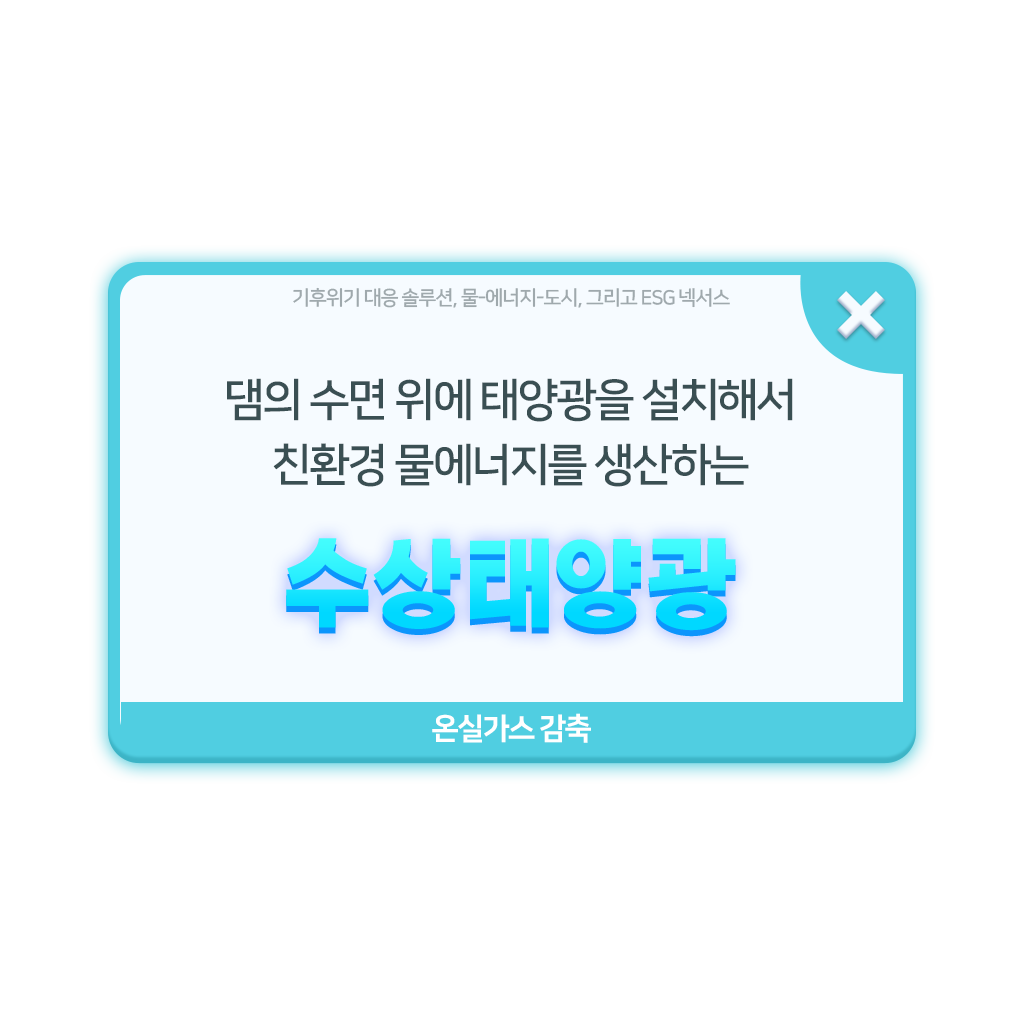 기후위기 대응 솔루션, 물-에너지-도시, 그리고 ESG 넥서스
댐의 수면 위에 태양광을 설치해서
친환경 물에너지를 생산하는
수상태양광
온실가스 감축